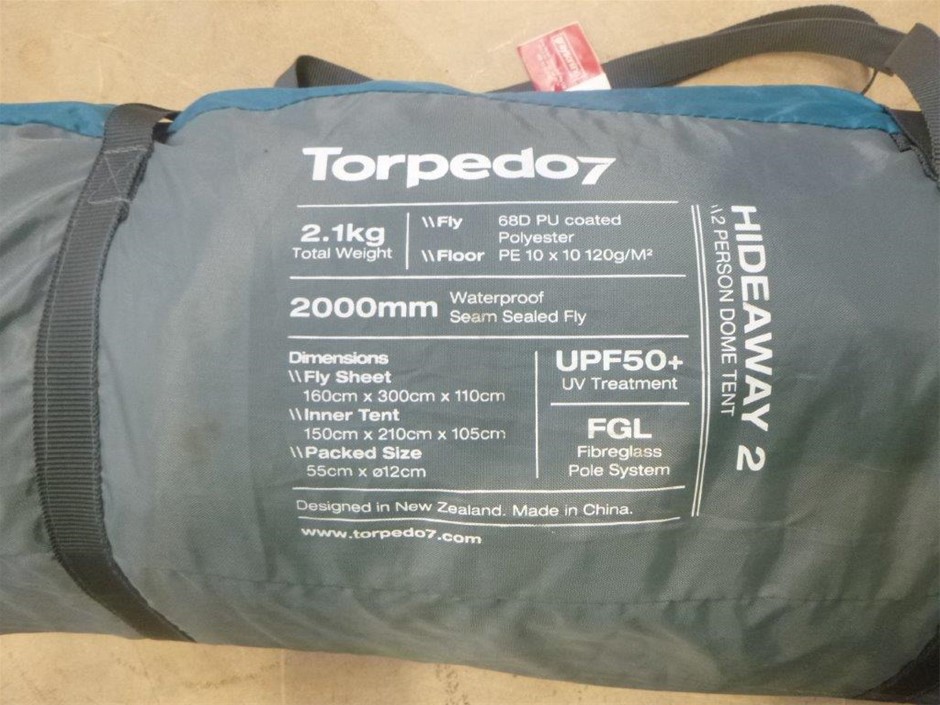 Torpedo7
2.1kg
Total Weight
\\Fly 68D PU coated
Polyester
\\Floor PE 10 x 10 120g/M²
2000mm Waterproof
Seam Sealed Fly
Dimensions
\\Fly Sheet
160cm x 300cm x 110cm
\\Inner Tent
150cm x 210cm x 105cm
\\Packed Size
55cm x ø12cm
UPF50+
UV Treatment
FGL
Fibreglass
Pole System
Designed in New Zealand. Made in China.
www.torpedo7.com
HIDEAWAY 2
\\2 PERSON DOME TENT